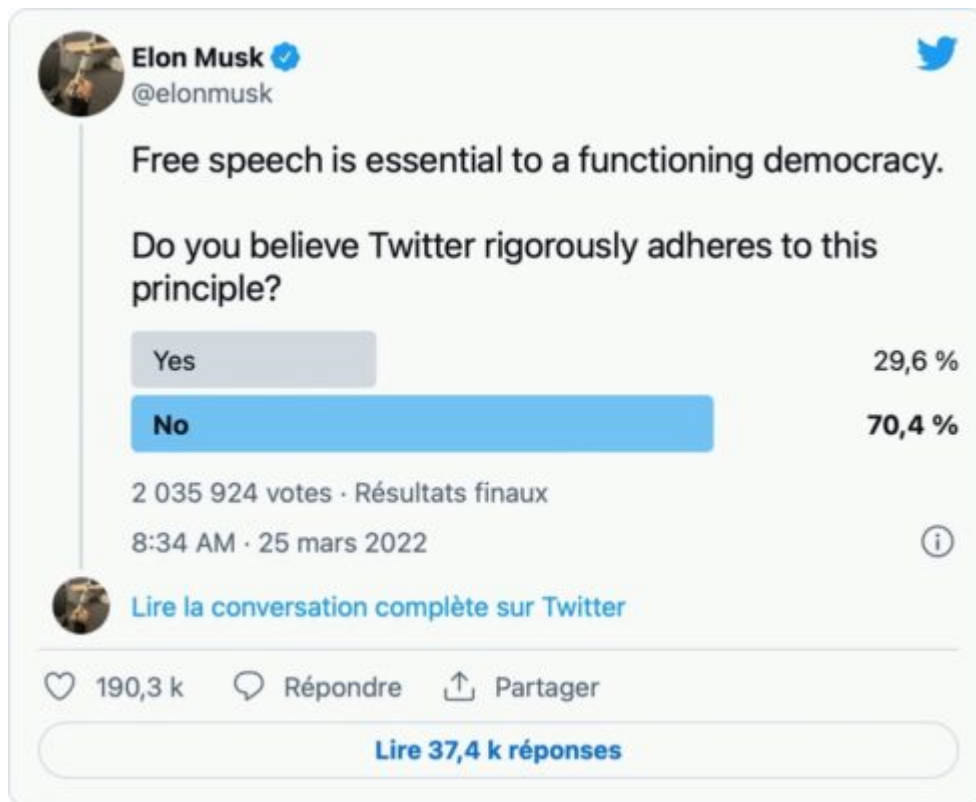 Elon Musk
@elonmusk
Free speech is essential to a functioning democracy.
Do you believe Twitter rigorously adheres to this
principle?
Yes 29,6 %
No 70,4 %
2 035 924 votes · Résultats finaux
8:34 AM · 25 mars 2022
Lire la conversation complète sur Twitter
190,3 k Répondre Partager
Lire 37,4 k réponses